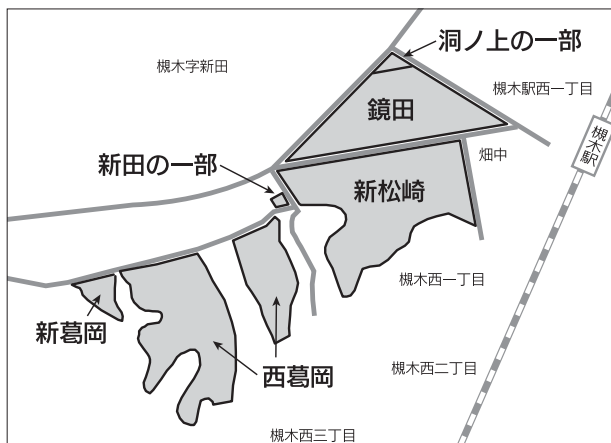 洞ノ上の一部
槻木字新田
槻木駅西一丁目
鏡田
槻木駅
畑中
新田の一部
新松崎
槻木西一丁目
新葛岡
西葛岡
槻木西二丁目
槻木西三丁目